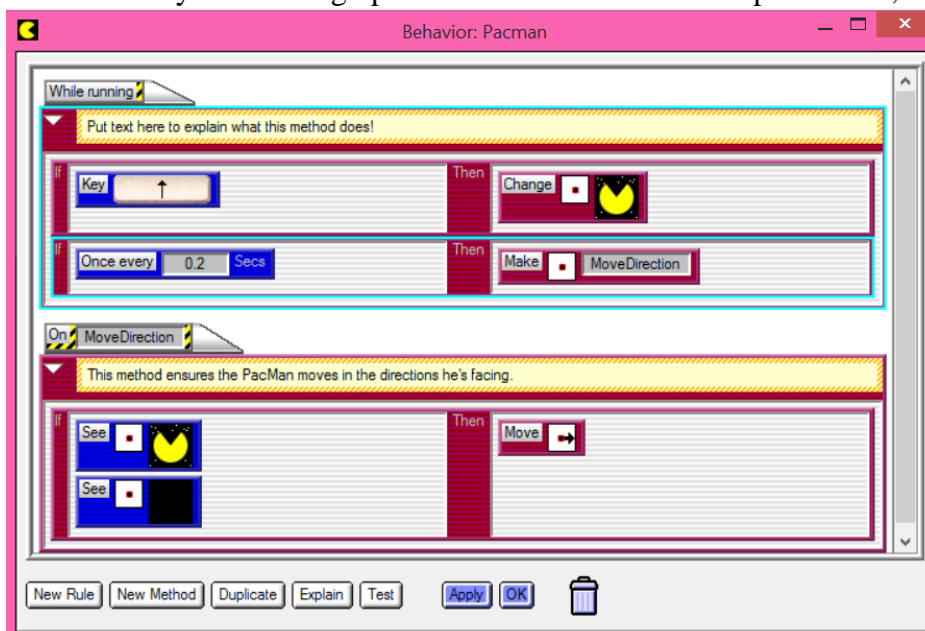 Behavior: Pacman
While running
Put text here to explain what this method does!
If Key ↑ Then Change
If Once every 0.2 Secs Then Make MoveDirection
On MoveDirection
This method ensures the PacMan moves in the directions he's facing.
If See Then Move
See
New Rule New Method Duplicate Explain Test Apply OK